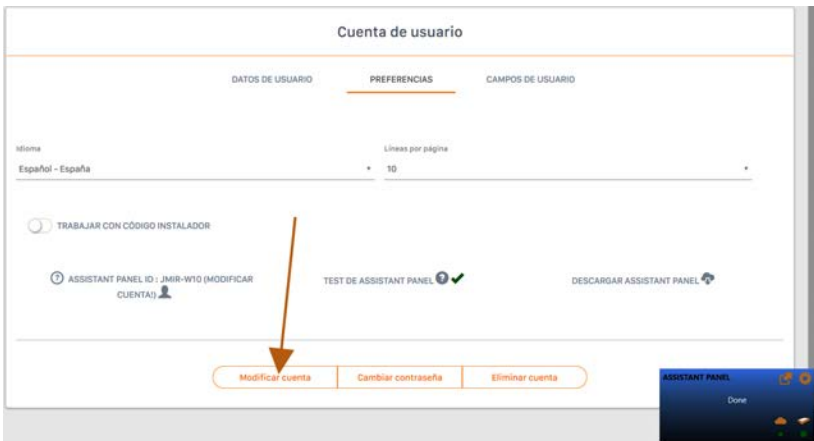 Cuenta de usuario
DATOS DE USUARIO PREFERENCIAS CAMPOS DE USUARIO
Idioma Líneas por página
Español - España 10
TRABAJAR CON CÓDIGO INSTALADOR
ASSISTANT PANEL ID : JMIR-W10 (MODIFICAR TEST DE ASSISTANT PANEL DESCARGAR ASSISTANT PANEL
CUENTA!)
Modificar cuenta Cambiar contraseña Eliminar cuenta
ASSISTANT PANEL
Done